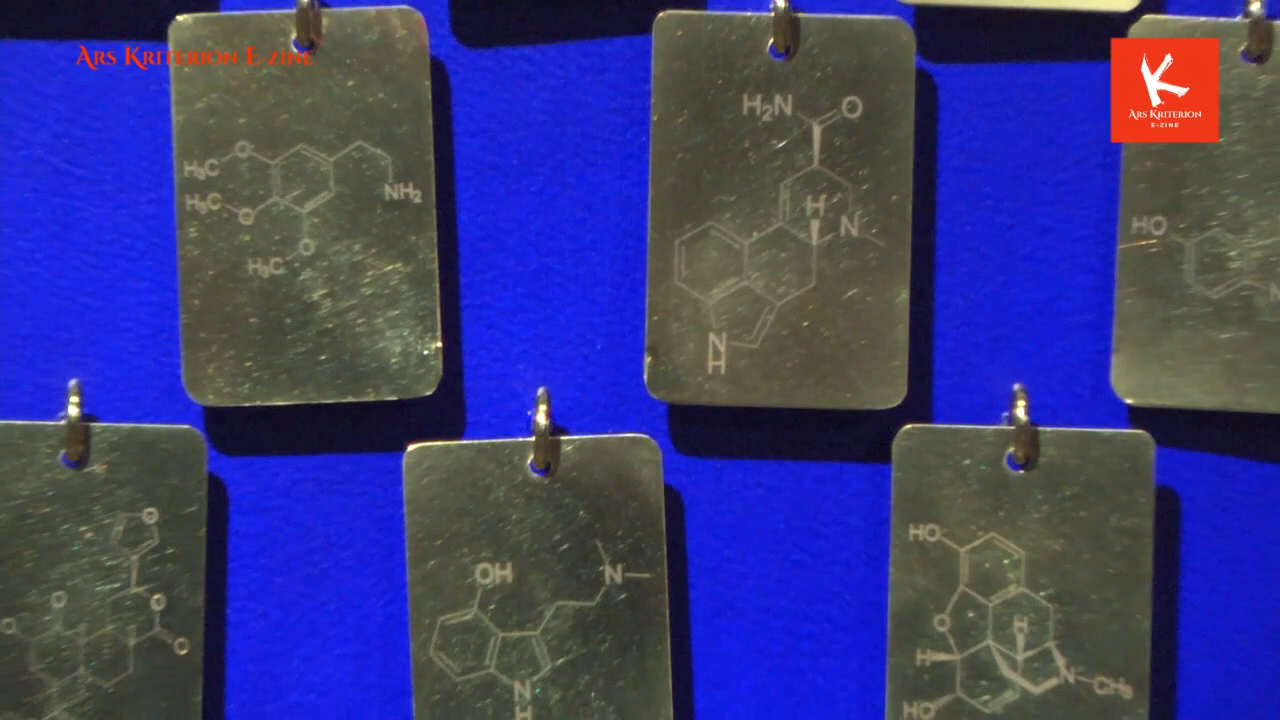 ARS KRITERION E-ZINE
K
ARS KRITERION
E-ZINE
H₃C
O
H₃C
O
H₃C
O
NH₂
H₂N
O
H
N
N
H
HO
O
O
O
O
O
OH
N
N
H
HO
O
H
H
N
CH₃
HO